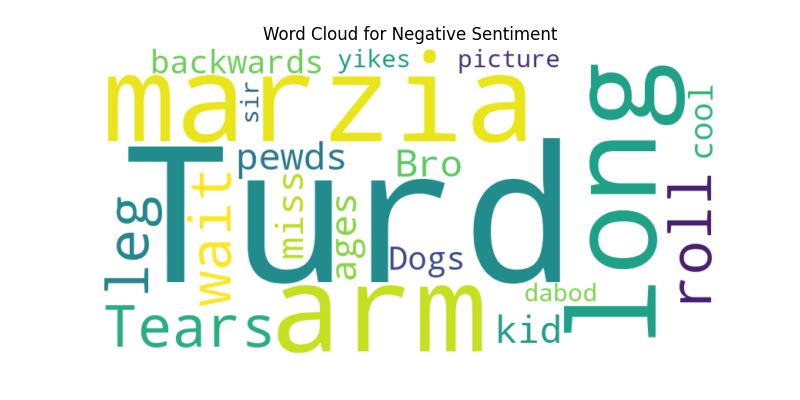 Word Cloud for Negative Sentiment
backwards
yikes
picture
marzia
sir
long
cool
pewds
Bro
Turd
leg
wait
miss
ages
Dogs
roll
arm
dabod
Tears
kid